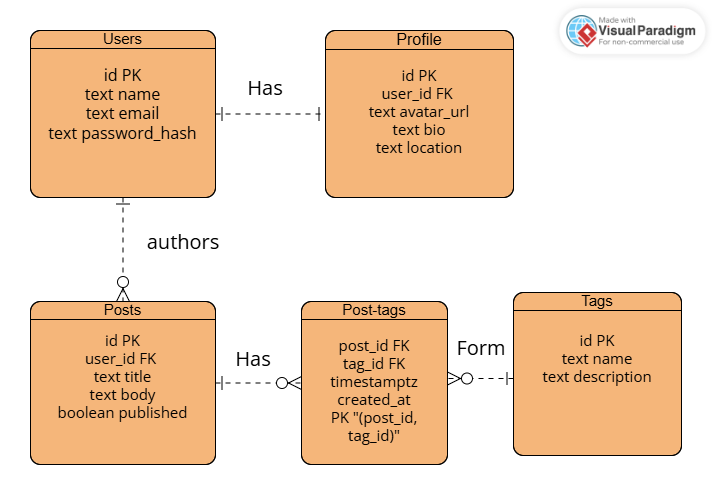 Made with
Visual Paradigm
For non-commercial use
Users
id PK
text name
text email
text password_hash
Has
Profile
id PK
user_id FK
text avatar_url
text bio
text location
authors
Posts
id PK
user_id FK
text title
text body
boolean published
Has
Post-tags
post_id FK
tag_id FK
timestamptz
created_at
PK "(post_id,
tag_id)"
Form
Tags
id PK
text name
text description